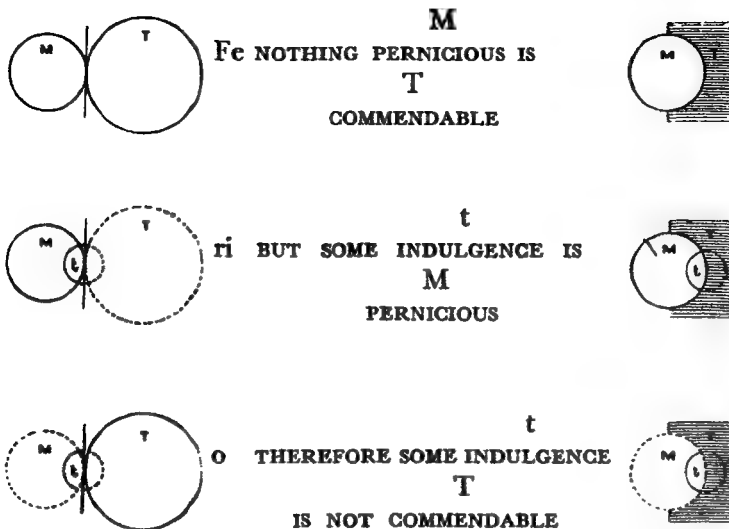 M
M T Fe NOTHING PERNICIOUS IS M T
T
COMMENDABLE
t
M T ri BUT SOME INDULGENCE IS M T
t t
M
PERNICIOUS
t
M T o THEREFORE SOME INDULGENCE M T
t t
T
IS NOT COMMENDABLE